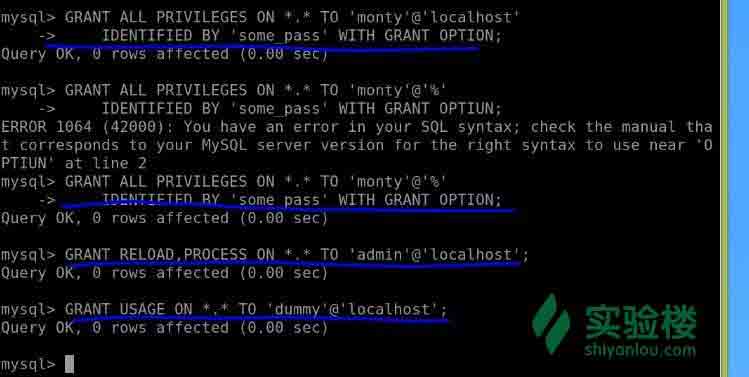 mysql> GRANT ALL PRIVILEGES ON *.* TO 'monty'@'localhost'
    ->     IDENTIFIED BY 'some_pass' WITH GRANT OPTION;
Query OK, 0 rows affected (0.00 sec)
mysql> GRANT ALL PRIVILEGES ON *.* TO 'monty'@'%'
    ->     IDENTIFIED BY 'some_pass' WITH GRANT OPTIUN;
ERROR 1064 (42000): You have an error in your SQL syntax; check the manual tha
t corresponds to your MySQL server version for the right syntax to use near 'O
PTIUN' at line 2
mysql> GRANT ALL PRIVILEGES ON *.* TO 'monty'@'%'
    ->     IDENTIFIED BY 'some_pass' WITH GRANT OPTION;
Query OK, 0 rows affected (0.00 sec)
mysql> GRANT RELOAD,PROCESS ON *.* TO 'admin'@'localhost';
Query OK, 0 rows affected (0.00 sec)
mysql> GRANT USAGE ON *.* TO 'dummy'@'localhost';
Query OK, 0 rows affected (0.00 sec)
mysql>
实验楼
shiyanlou.com